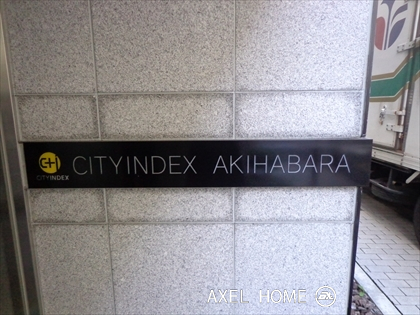 C+ CITYINDEX AKIHABARA
CITYINDEX
AXEL HOME